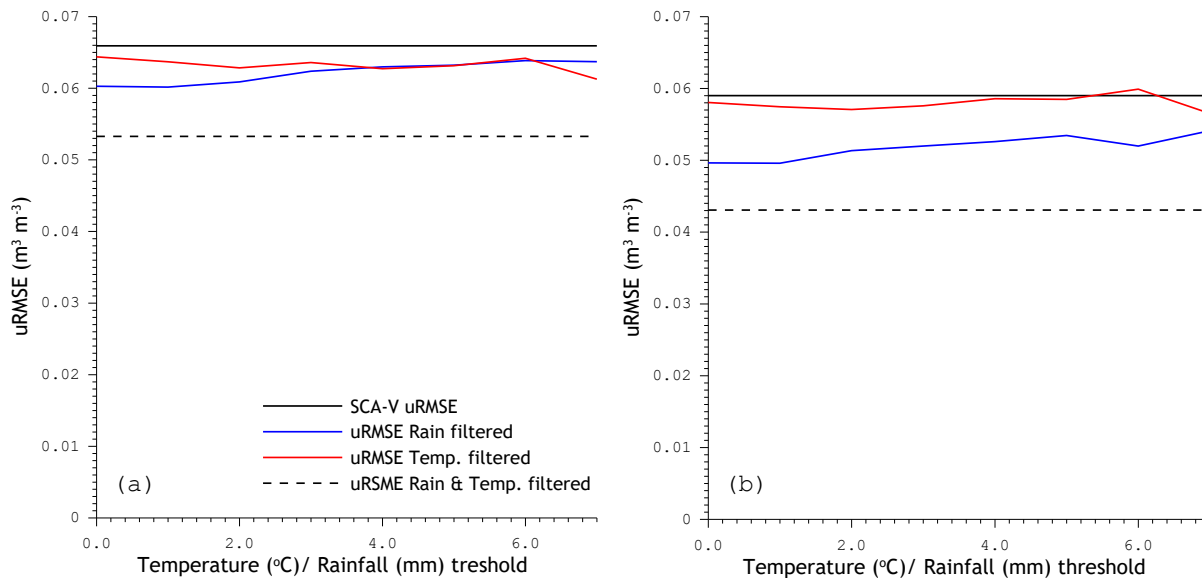 0.07
0.06
0.05
0.04
0.03
0.02
0.01
0
uRMSE (m³ m⁻³)
SCA-V uRMSE
uRMSE Rain filtered
uRMSE Temp. filtered
uRSME Rain & Temp. filtered
(a)
0.0 2.0 4.0 6.0
Temperature (ºC)/ Rainfall (mm) treshold
0.07
0.06
0.05
0.04
0.03
0.02
0.01
0
uRMSE (m³ m⁻³)
(b)
0.0 2.0 4.0 6.0
Temperature (ºC)/ Rainfall (mm) treshold